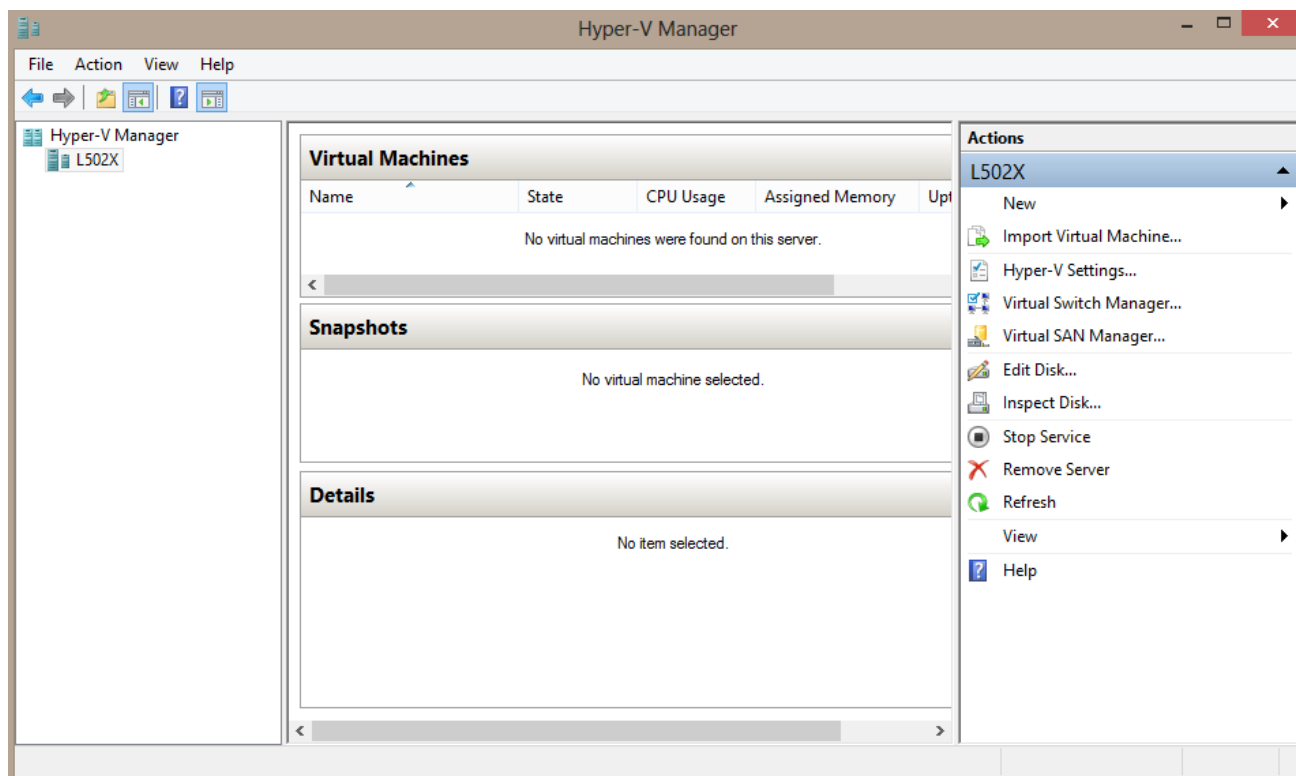 Hyper-V Manager
File Action View Help
Hyper-V Manager
L502X
Virtual Machines
Name State CPU Usage Assigned Memory Upt
No virtual machines were found on this server.
Snapshots
No virtual machine selected.
Details
No item selected.
Actions
L502X
New
Import Virtual Machine...
Hyper-V Settings...
Virtual Switch Manager...
Virtual SAN Manager...
Edit Disk...
Inspect Disk...
Stop Service
Remove Server
Refresh
View
Help